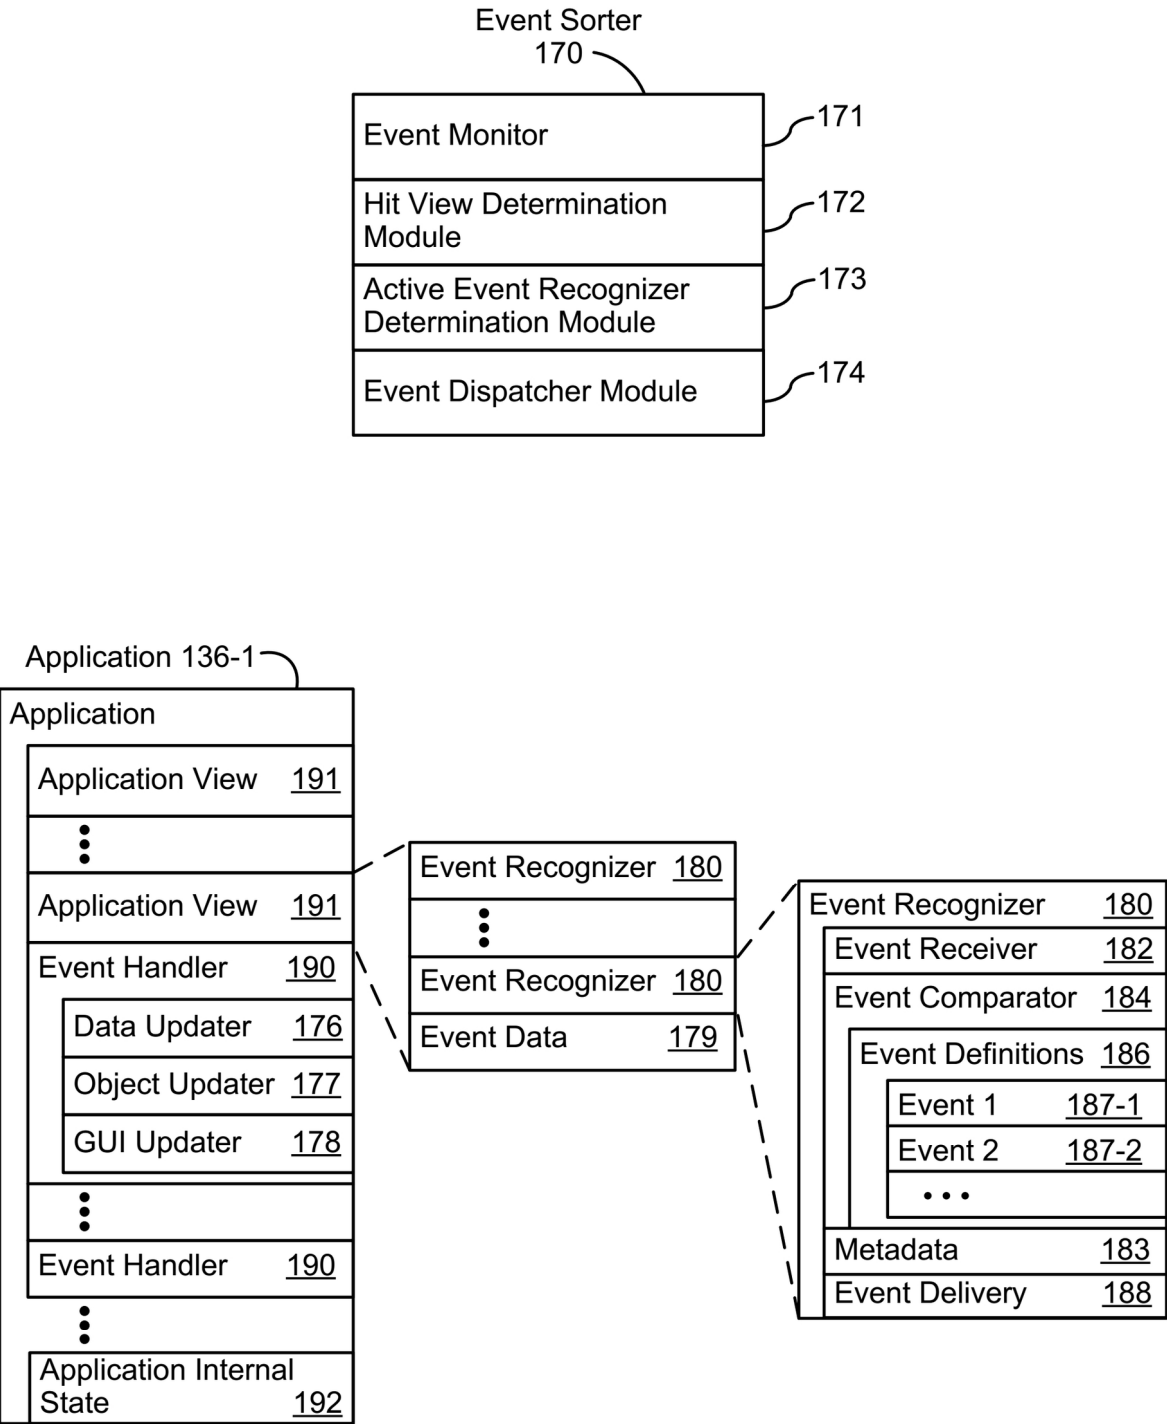 Event Sorter
170
Event Monitor
171
Hit View Determination
Module
172
Active Event Recognizer
Determination Module
173
Event Dispatcher Module
174
Application 136-1
Application
Application View 191
Application View 191
Event Handler 190
Data Updater 176
Object Updater 177
GUI Updater 178
Event Handler 190
Application Internal
State 192
Event Recognizer 180
Event Recognizer 180
Event Data 179
Event Recognizer 180
Event Receiver 182
Event Comparator 184
Event Definitions 186
Event 1 187-1
Event 2 187-2
Metadata 183
Event Delivery 188